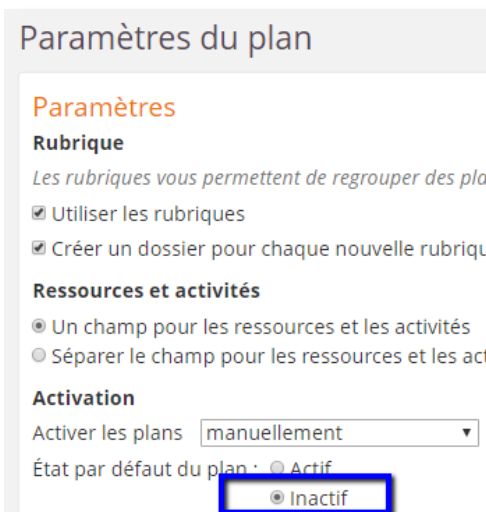 Paramètres du plan
Paramètres
Rubrique
Les rubriques vous permettent de regrouper des pla
Utiliser les rubriques
Créer un dossier pour chaque nouvelle rubriqu
Ressources et activités
Un champ pour les ressources et les activités
Séparer le champ pour les ressources et les act
Activation
Activer les plans manuellement
État par défaut du plan : Actif
Inactif